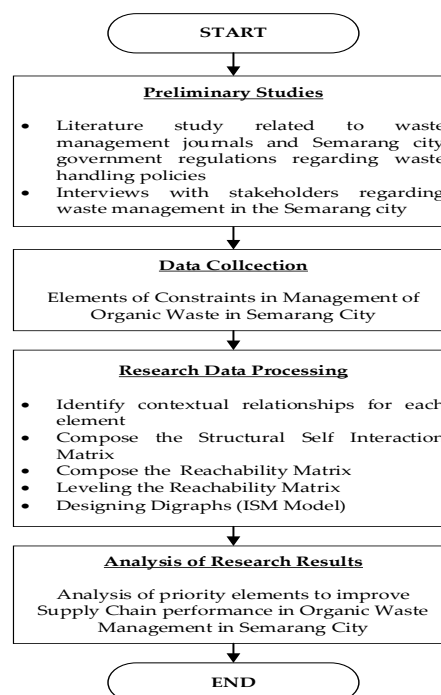 START
Preliminary Studies
• Literature study related to waste
management journals and Semarang city
government regulations regarding waste
handling policies
• Interviews with stakeholders regarding
waste management in the Semarang city
Data Collcection
Elements of Constraints in Management of
Organic Waste in Semarang City
Research Data Processing
• Identify contextual relationships for each
element
• Compose the Structural Self Interaction
Matrix
• Compose the Reachability Matrix
• Leveling the Reachability Matrix
• Designing Digraphs (ISM Model)
Analysis of Research Results
Analysis of priority elements to improve
Supply Chain performance in Organic Waste
Management in Semarang City
END